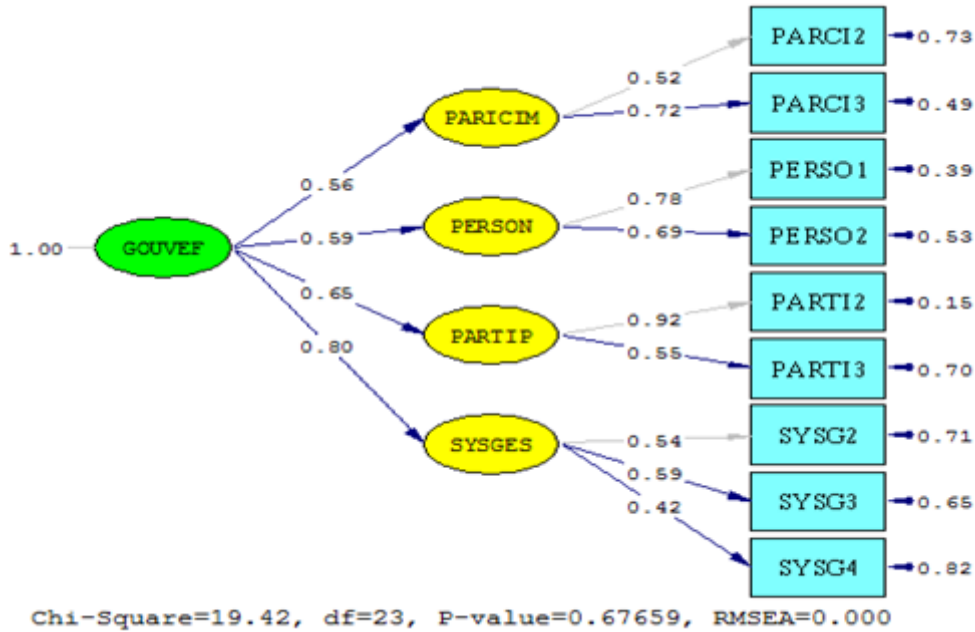 PARCI2
0.73
0.52
PARCI3
0.49
0.72
PARICIM
0.56
PERSO1
0.39
0.78
PERSON
0.59
0.69
PERSO2
0.53
1.00
GOUVEF
0.65
PARTI2
0.15
0.92
PARTIP
0.55
PARTI3
0.70
0.80
SYSG2
0.71
0.54
SYSGES
0.59
SYSG3
0.65
0.42
SYSG4
0.82
Chi-Square=19.42, df=23, P-value=0.67659, RMSEA=0.000